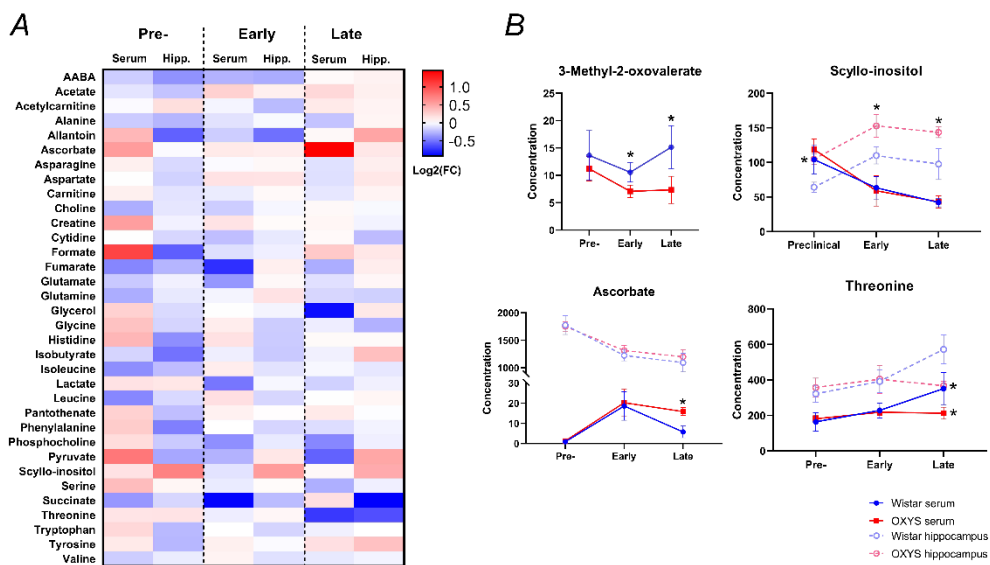 A
Pre- Early Late
Serum Hipp. Serum Hipp. Serum Hipp.
AABA
Acetate
Acetylcarnitine
Alanine
Allantoin
Ascorbate
Asparagine
Aspartate
Carnitine
Choline
Creatine
Cytidine
Formate
Fumarate
Glutamate
Glutamine
Glycerol
Glycine
Histidine
Isobutyrate
Isoleucine
Lactate
Leucine
Pantothenate
Phenylalanine
Phosphocholine
Pyruvate
Scyllo-inositol
Serine
Succinate
Threonine
Tryptophan
Tyrosine
Valine
1.0
0.5
0
-0.5
Log2(FC)
B
3-Methyl-2-oxovalerate
Concentration
25
20
15
10
5
0
*
*
Pre- Early Late
Scyllo-inositol
Concentration
200
150
100
50
0
*
*
*
Preclinical Early Late
Ascorbate
Concentration
2000
1500
1000
30
20
10
0
*
Pre- Early Late
Threonine
Concentration
800
600
400
200
0
*
*
Pre- Early Late
Wistar serum
OXYS serum
Wistar hippocampus
OXYS hippocampus